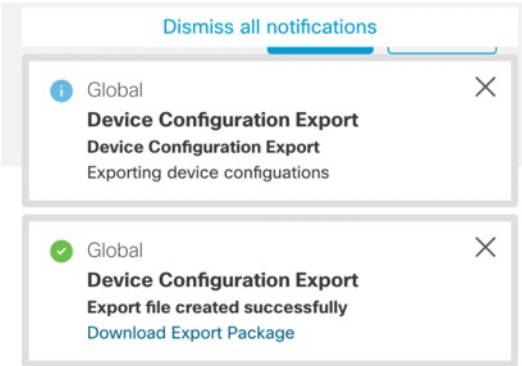 Dismiss all notifications
Global
Device Configuration Export
Device Configuration Export
Exporting device configuations
Global
Device Configuration Export
Export file created successfully
Download Export Package